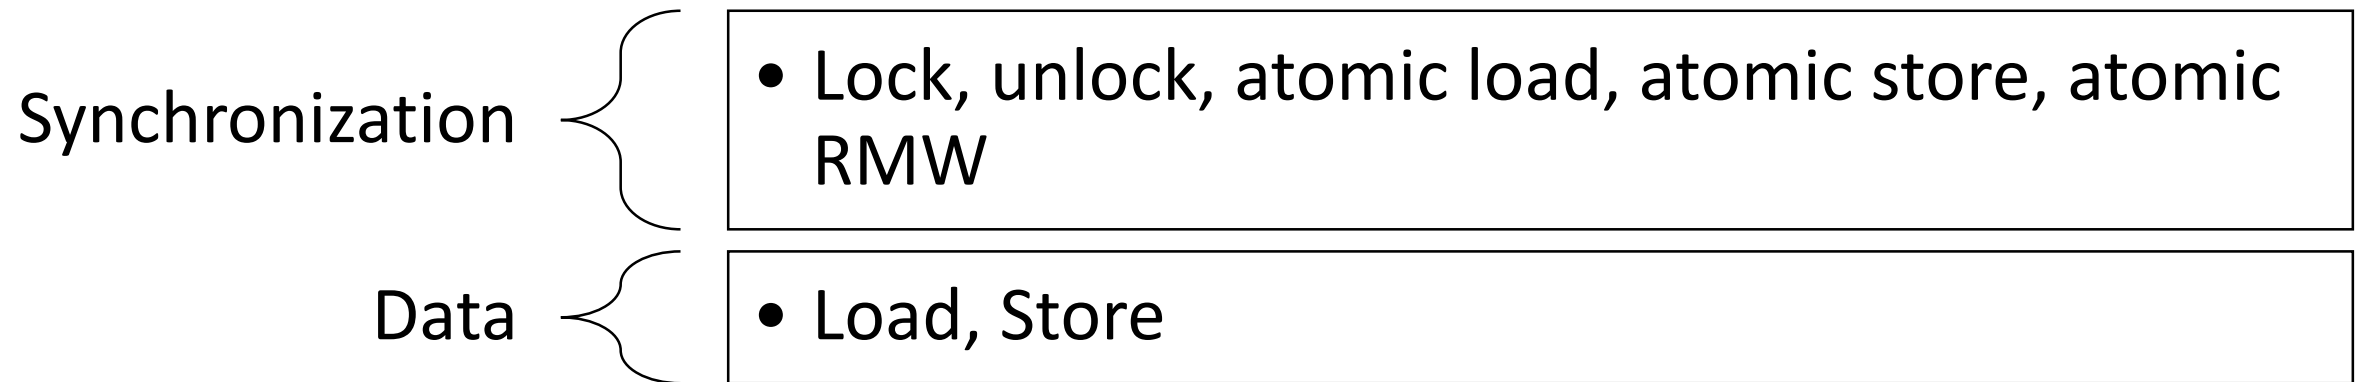 Synchronization
• Lock, unlock, atomic load, atomic store, atomic
RMW
Data
• Load, Store